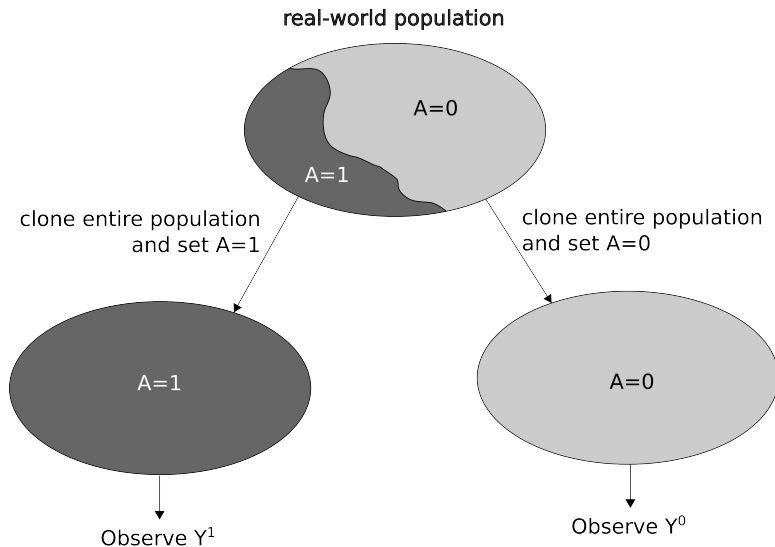 real-world population
A=0
A=1
clone entire population
and set A=1
clone entire population
and set A=0
A=1
A=0
Observe Y¹
Observe Y⁰